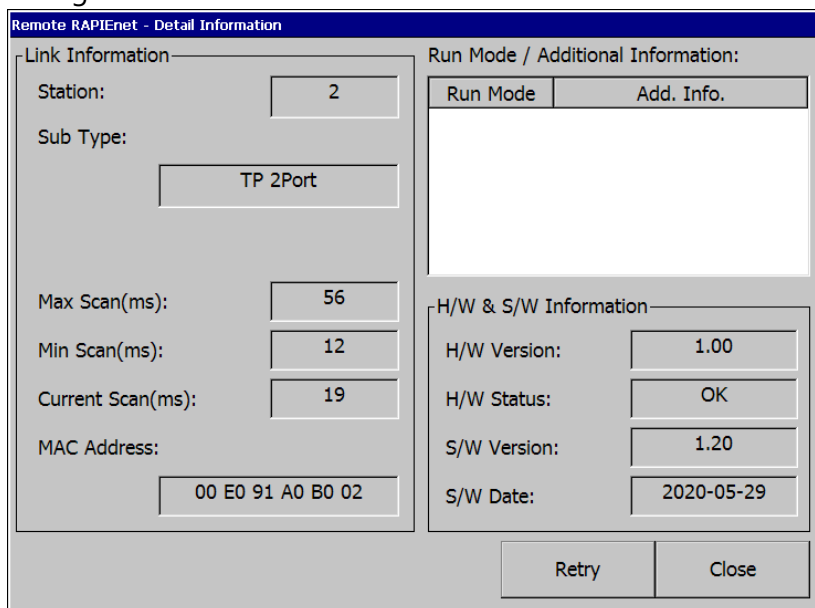 Remote RAPIEnet - Detail Information
Link Information
Station: 2
Sub Type:
TP 2Port
Max Scan(ms): 56
Min Scan(ms): 12
Current Scan(ms): 19
MAC Address:
00 E0 91 A0 B0 02
Run Mode / Additional Information:
Run Mode Add. Info.
H/W & S/W Information
H/W Version: 1.00
H/W Status: OK
S/W Version: 1.20
S/W Date: 2020-05-29
Retry Close